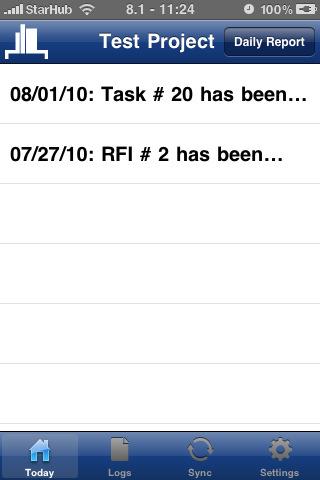 StarHub 8.1 - 11:24 100%
Test Project Daily Report
08/01/10: Task # 20 has been...
07/27/10: RFI # 2 has been...
Today Logs Sync Settings